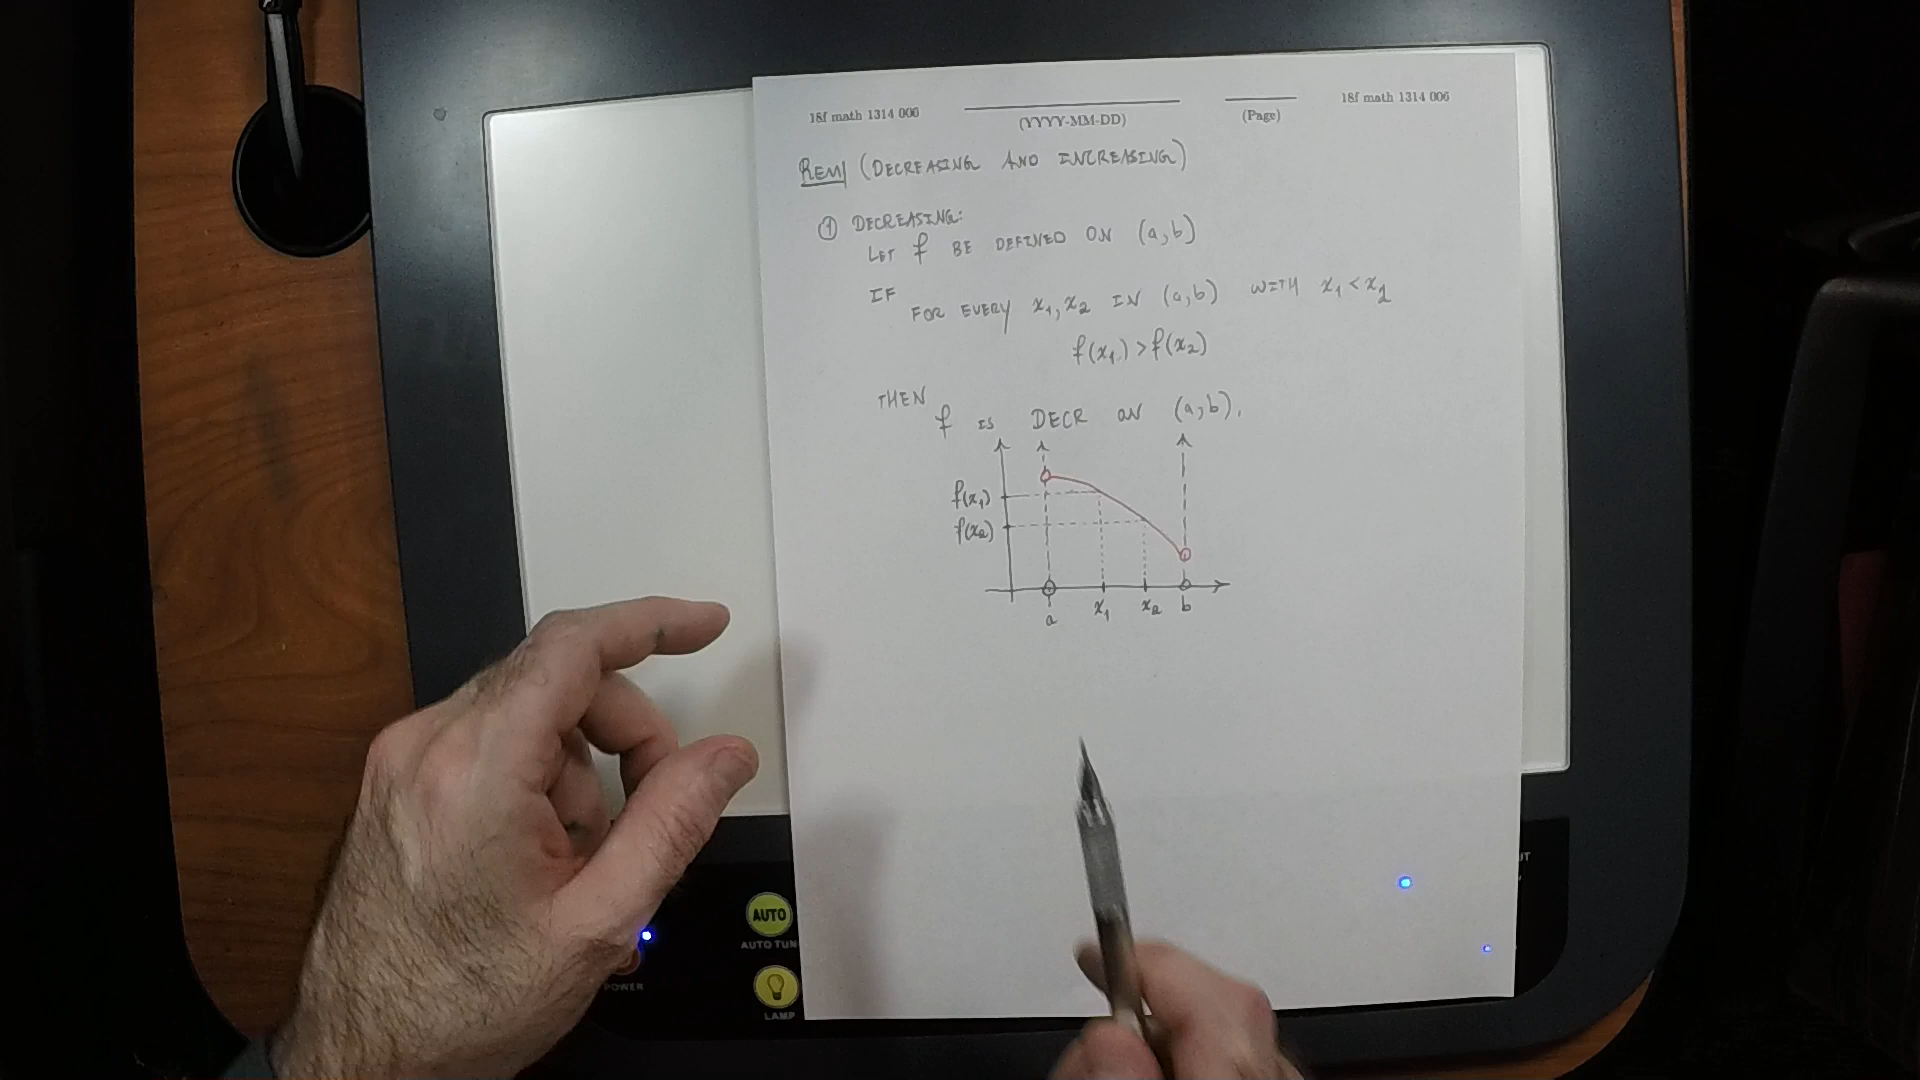 18f math 1314 006
(YYYY-MM-DD)
(Page)
18f math 1314 006
REM (DECREASING AND INCREASING)
① DECREASING:
LET f BE DEFINED ON (a,b)
IF
FOR EVERY x₁, x₂ IN (a,b) WITH x₁ < x₂
f(x₁) > f(x₂)
THEN
f IS DECR ON (a,b).
f(x₁)
f(x₂)
a x₁ x₂ b
AUTO
AUTO TUN
POWER
LAMP